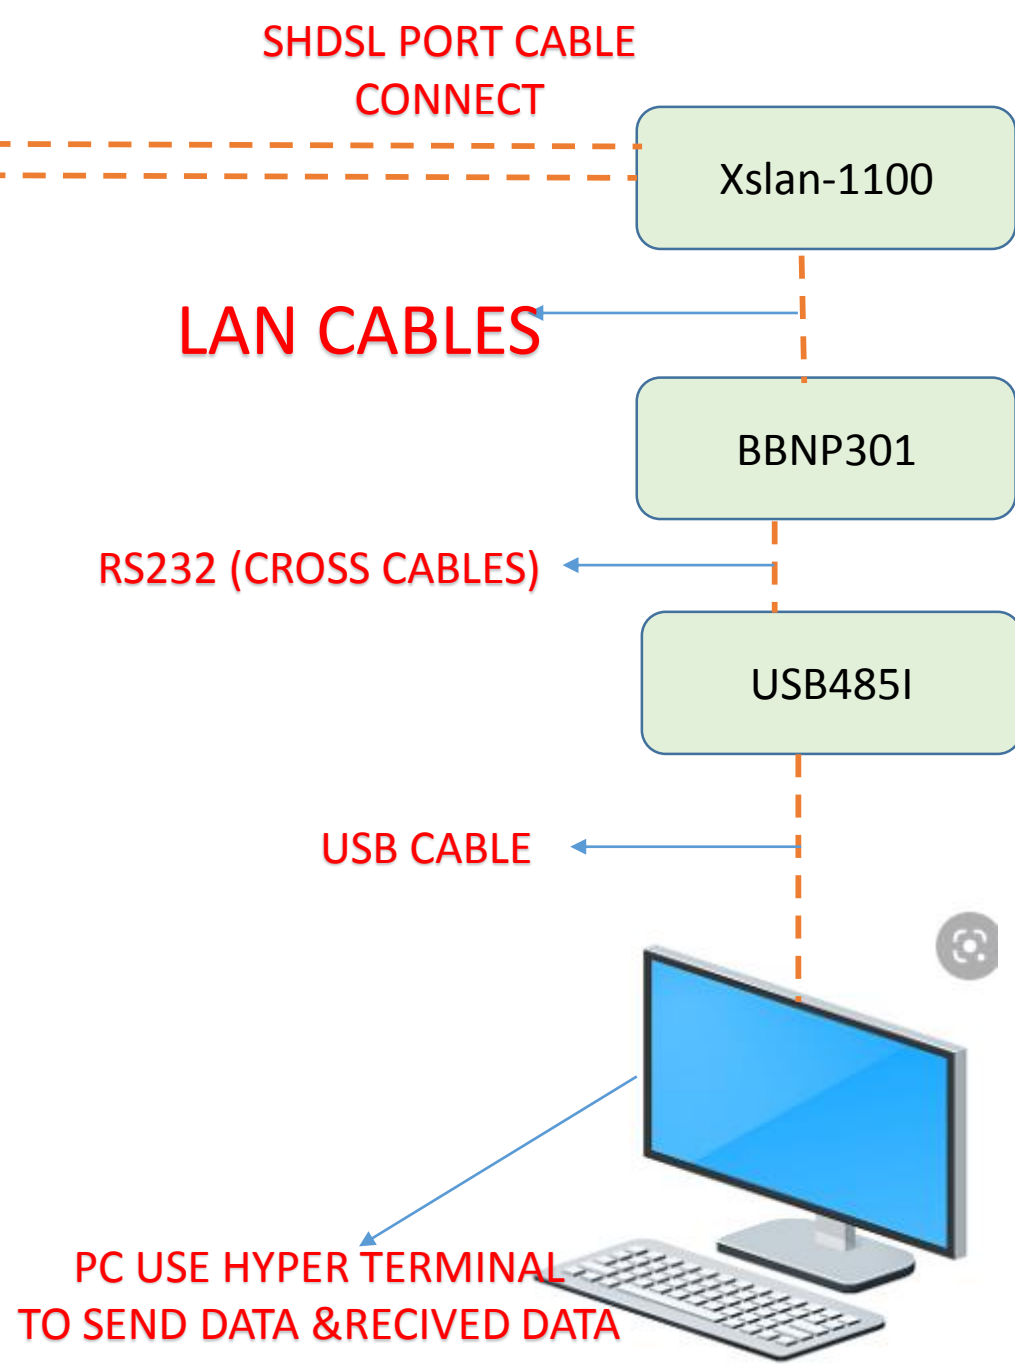 SHDSL PORT CABLE
CONNECT
Xslan-1100
LAN CABLES
BBNP301
RS232 (CROSS CABLES)
USB485I
USB CABLE
PC USE HYPER TERMINAL
TO SEND DATA &RECIVED DATA